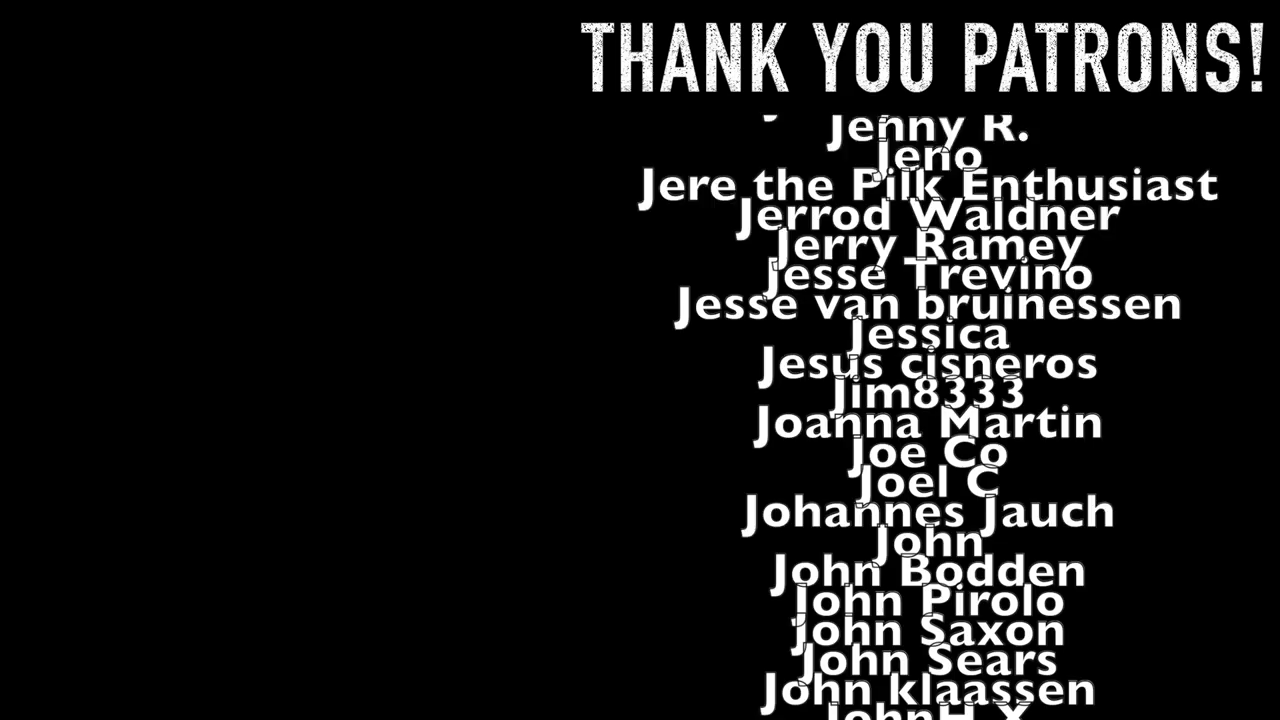 THANK YOU PATRONS!
Jenny R.
Jeno
Jere the Pilk Enthusiast
Jerrod Waldner
Jerry Ramey
Jesse Trevino
Jesse van bruinessen
Jessica
Jesus cisneros
Jim8333
Joanna Martin
Joe Co
Joel C
Johannes Jauch
John
John Bodden
John Pirolo
John Saxon
John Sears
John klaassen
JohnH X